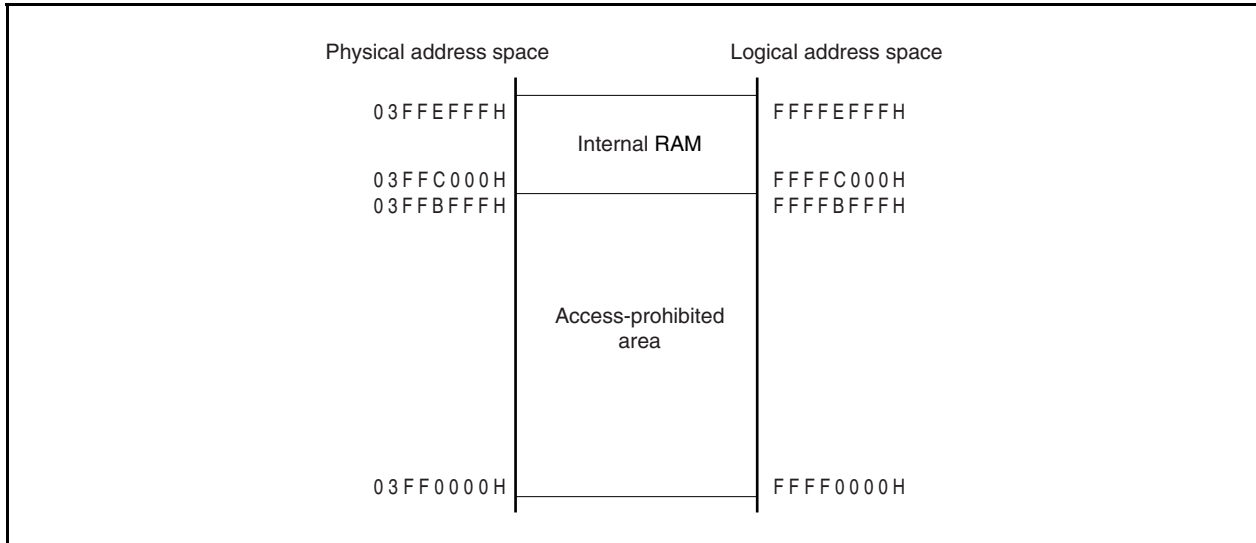 Physical address space Logical address space
03FFEFFFH FFFFEFFFH
Internal RAM
03FFC000H FFFFC000H
03FFBFFFH FFFFBFFFH
Access-prohibited
area
03FF0000H FFFF0000H